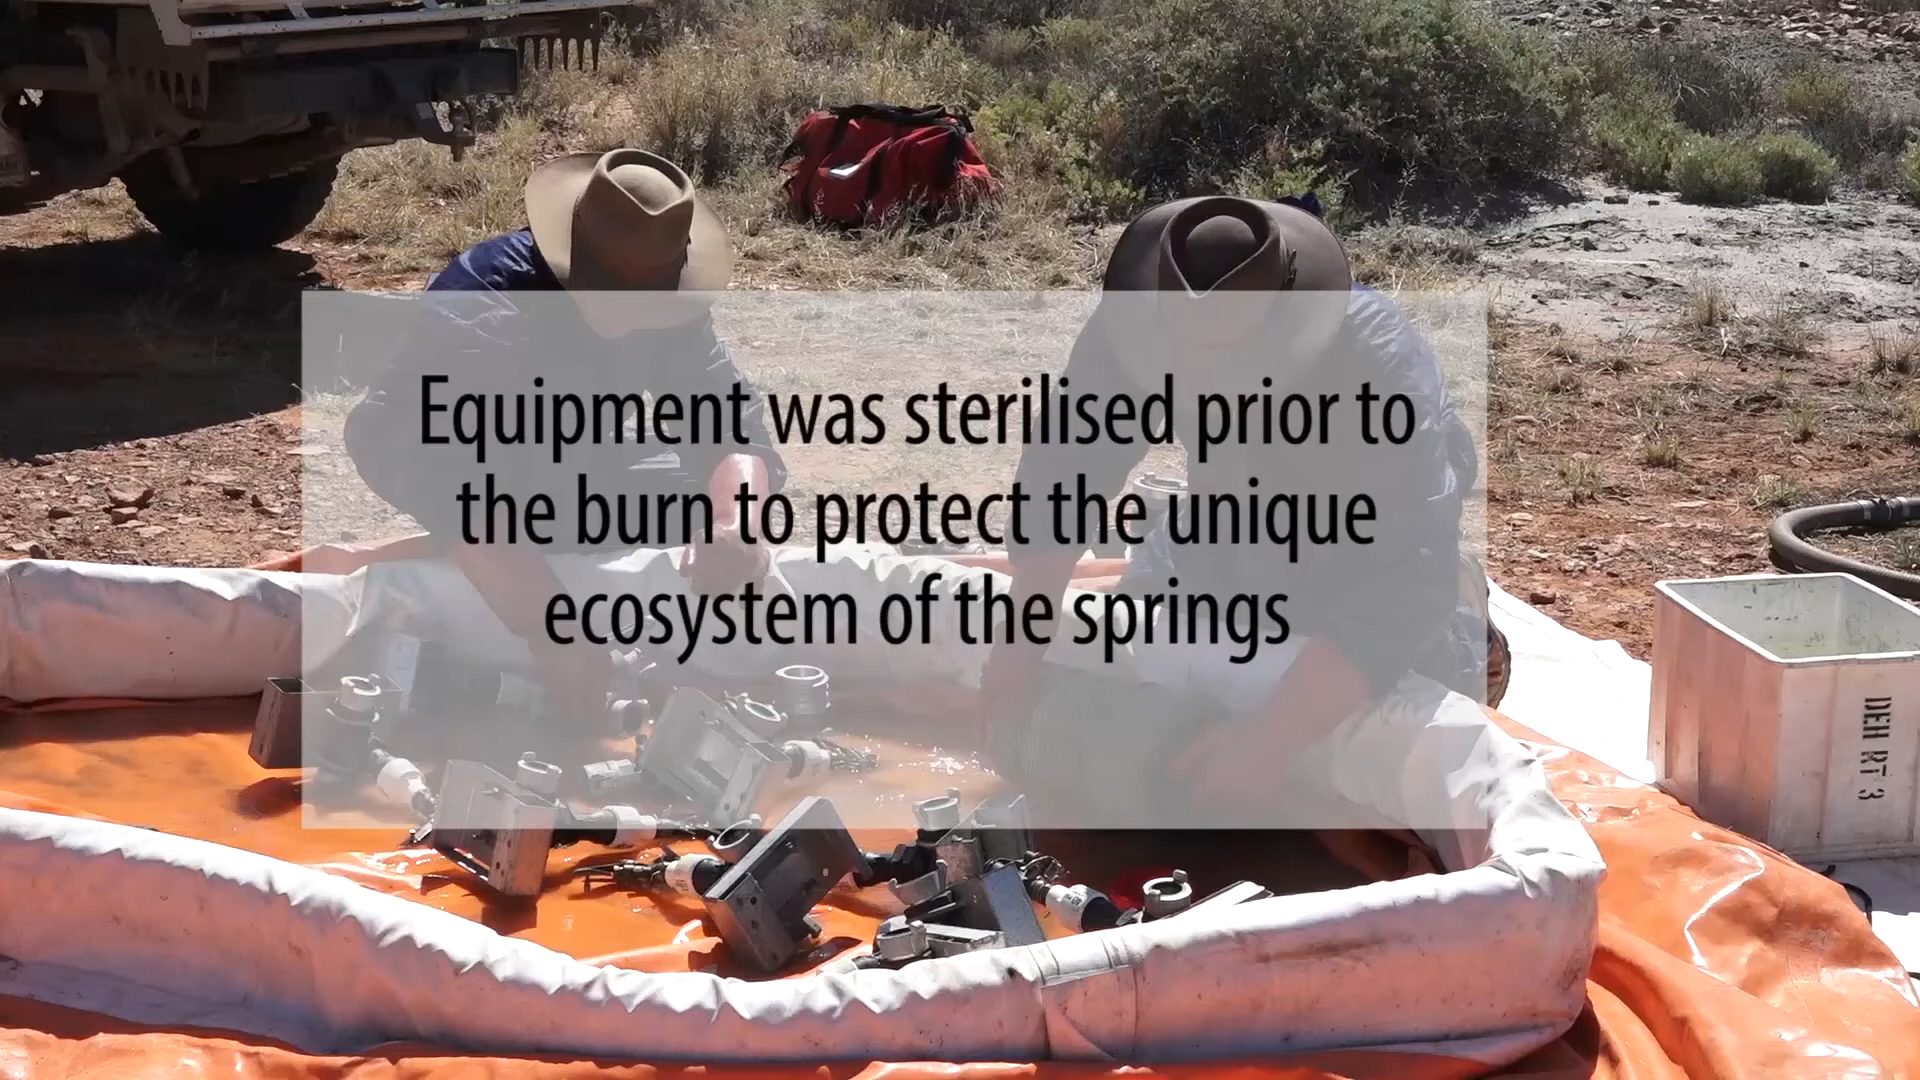 Equipment was sterilised prior to
the burn to protect the unique
ecosystem of the springs
DEH RT 3